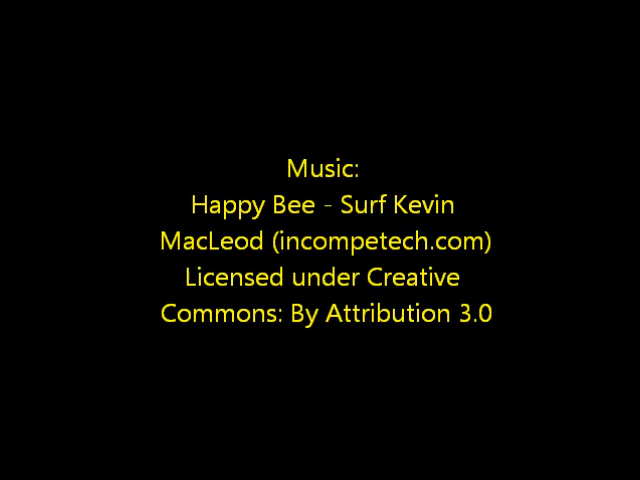 Music:
Happy Bee - Surf Kevin
MacLeod (incompetech.com)
Licensed under Creative
Commons: By Attribution 3.0